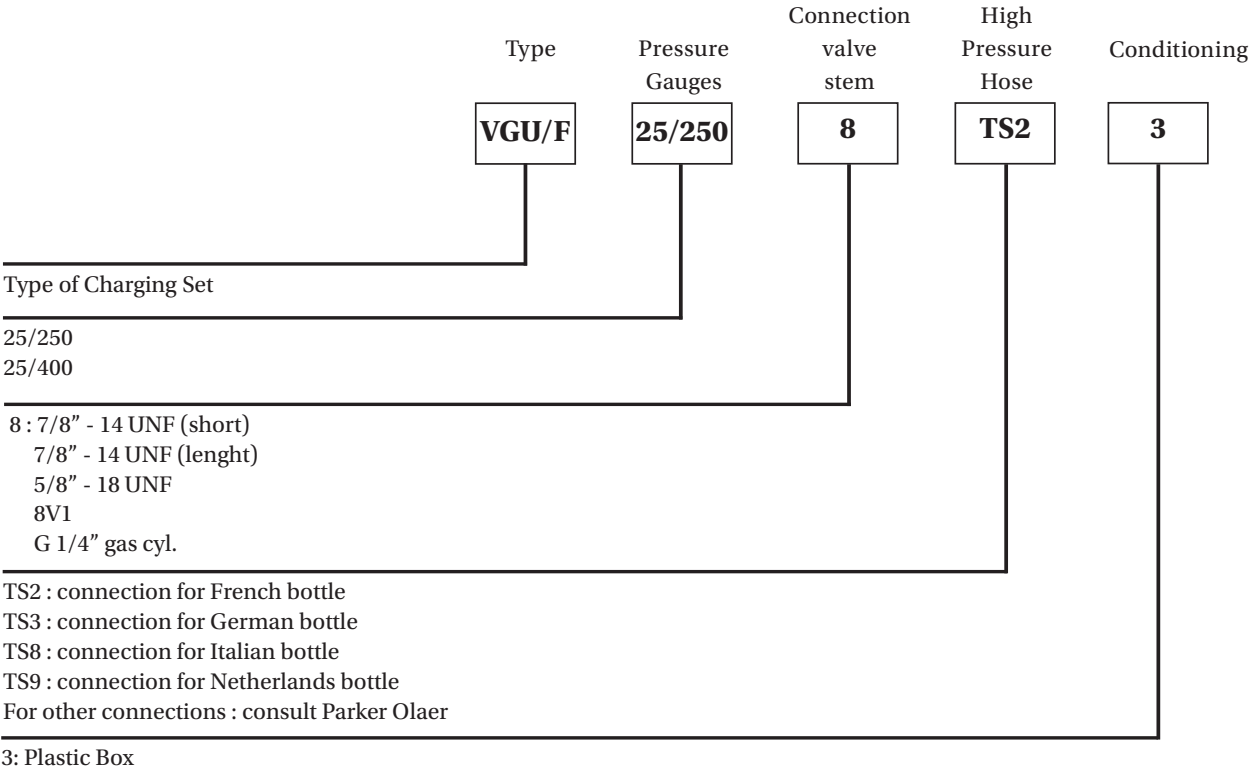 Connection High
Type Pressure valve Pressure Conditioning
Gauges stem Hose
VGU/F 25/250 8 TS2 3
Type of Charging Set
25/250
25/400
8 : 7/8” - 14 UNF (short)
7/8” - 14 UNF (lenght)
5/8” - 18 UNF
8V1
G 1/4” gas cyl.
TS2 : connection for French bottle
TS3 : connection for German bottle
TS8 : connection for Italian bottle
TS9 : connection for Netherlands bottle
For other connections : consult Parker Olaer
3: Plastic Box